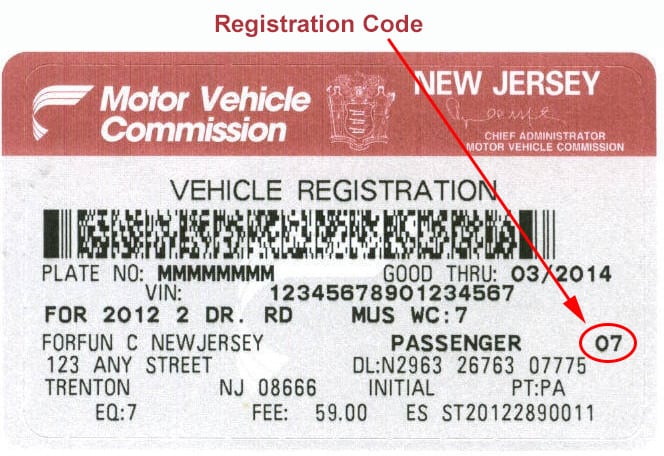 Registration Code
Motor Vehicle
Commission
NEW JERSEY
CHIEF ADMINISTRATOR
MOTOR VEHICLE COMMISSION
VEHICLE REGISTRATION
PLATE NO: MMMMMMMM GOOD THRU: 03/2014
VIN: 12345678901234567
FOR 2012 2 DR. RD MUS WC:7
FORFUN C NEWJERSEY PASSENGER 07
123 ANY STREET DL:N2963 26763 07775
TRENTON NJ 08666 INITIAL PT:PA
EQ:7 FEE: 59.00 ES ST20122890011